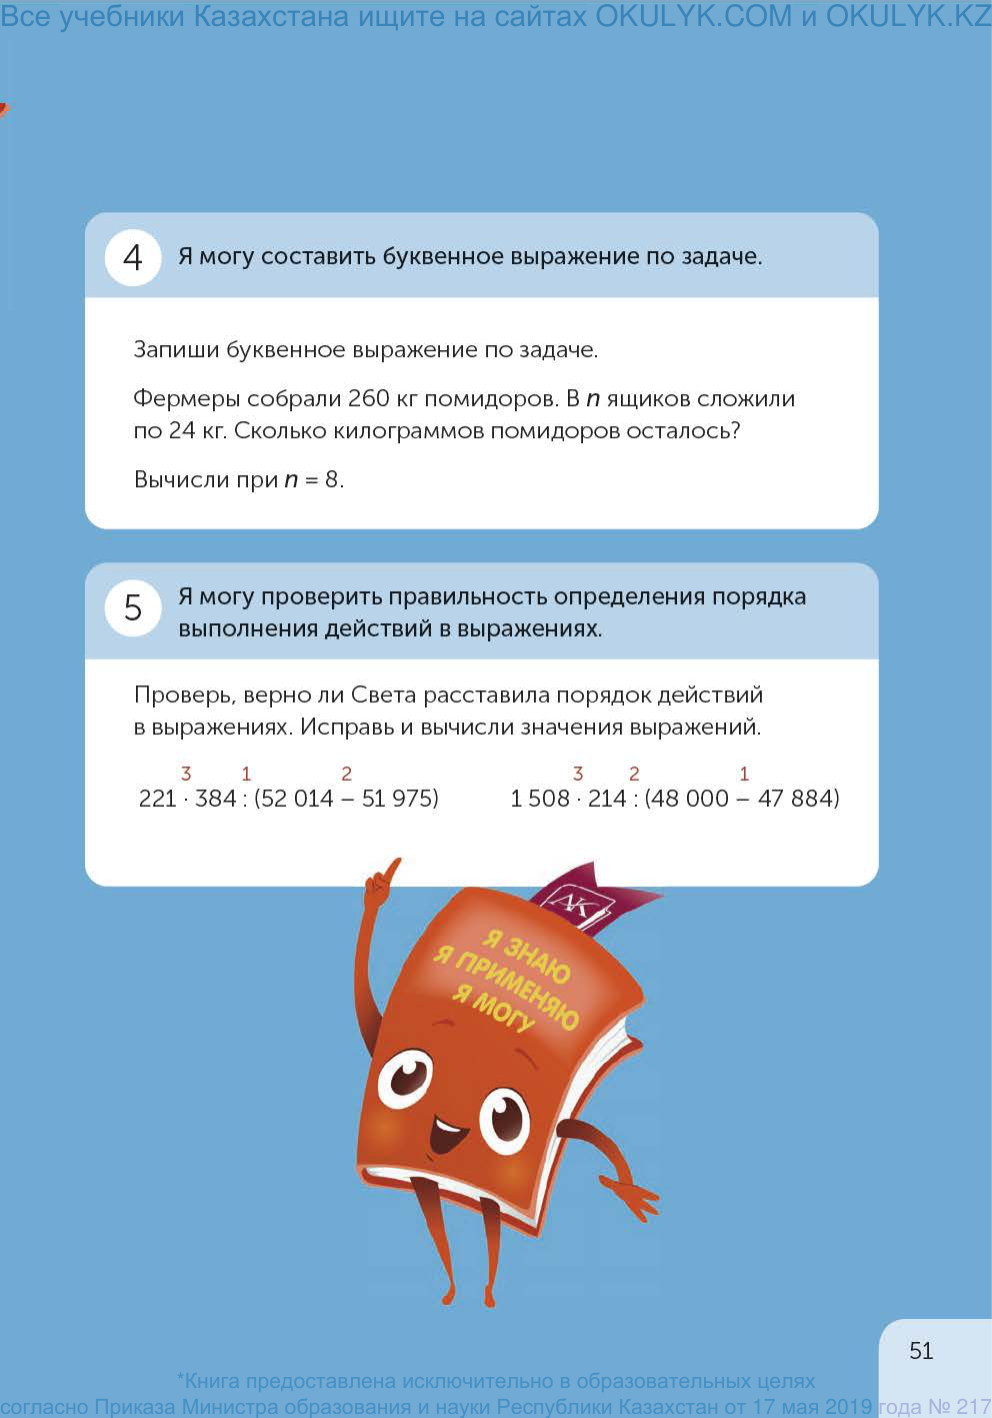 Все учебники Казахстана ищите на сайтах OKULYK.COM и OKULYK.KZ
4
Я могу составить буквенное выражение по задаче.
Запиши буквенное выражение по задаче.
Фермеры собрали 260 кг помидоров. В n ящиков сложили
по 24 кг. Сколько килограммов помидоров осталось?
Вычисли при n = 8.
5
Я могу проверить правильность определения порядка
выполнения действий в выражениях.
Проверь, верно ли Света расставила порядок действий
в выражениях. Исправь и вычисли значения выражений.
3 1 2
221 · 384 : (52 014 – 51 975)
3 2 1
1 508 · 214 : (48 000 – 47 884)
АК
Я ЗНАЮ
Я ПРИМЕНЯЮ
Я МОГУ
51
*Книга предоставлена исключительно в образовательных целях
согласно Приказа Министра образования и науки Республики Казахстан от 17 мая 2019 года № 217